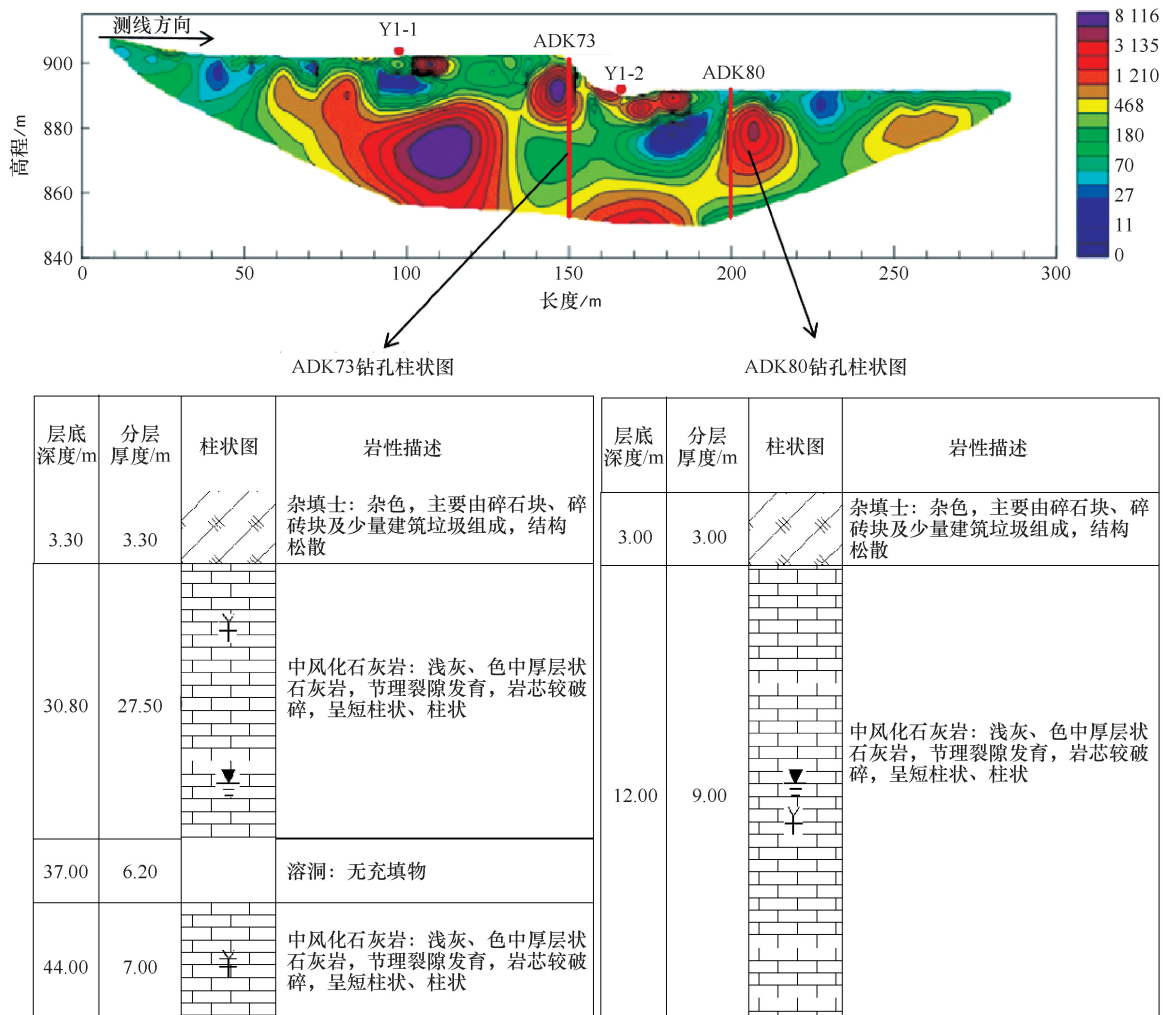 测线方向
Y1-1
ADK73
Y1-2
ADK80
高程/m
900
880
860
840
0
50
100
150
200
250
300
长度/m
8 116
3 135
1 210
468
180
70
27
11
0
ADK73钻孔柱状图
层底
深度/m
分层
厚度/m
柱状图
岩性描述
3.30
3.30
杂填士：杂色，主要由碎石块、碎
砖块及少量建筑垃圾组成，结构
松散
30.80
27.50
Y
中风化石灰岩：浅灰、色中厚层状
石灰岩，节理裂隙发育，岩芯较破
碎，呈短柱状、柱状
37.00
6.20
溶洞：无充填物
44.00
7.00
Y
中风化石灰岩：浅灰、色中厚层状
石灰岩，节理裂隙发育，岩芯较破
碎，呈短柱状、柱状
ADK80钻孔柱状图
层底
深度/m
分层
厚度/m
柱状图
岩性描述
3.00
3.00
杂填士：杂色，主要由碎石块、碎
砖块及少量建筑垃圾组成，结构
松散
12.00
9.00
Y
中风化石灰岩：浅灰、色中厚层状
石灰岩，节理裂隙发育，岩芯较破
碎，呈短柱状、柱状